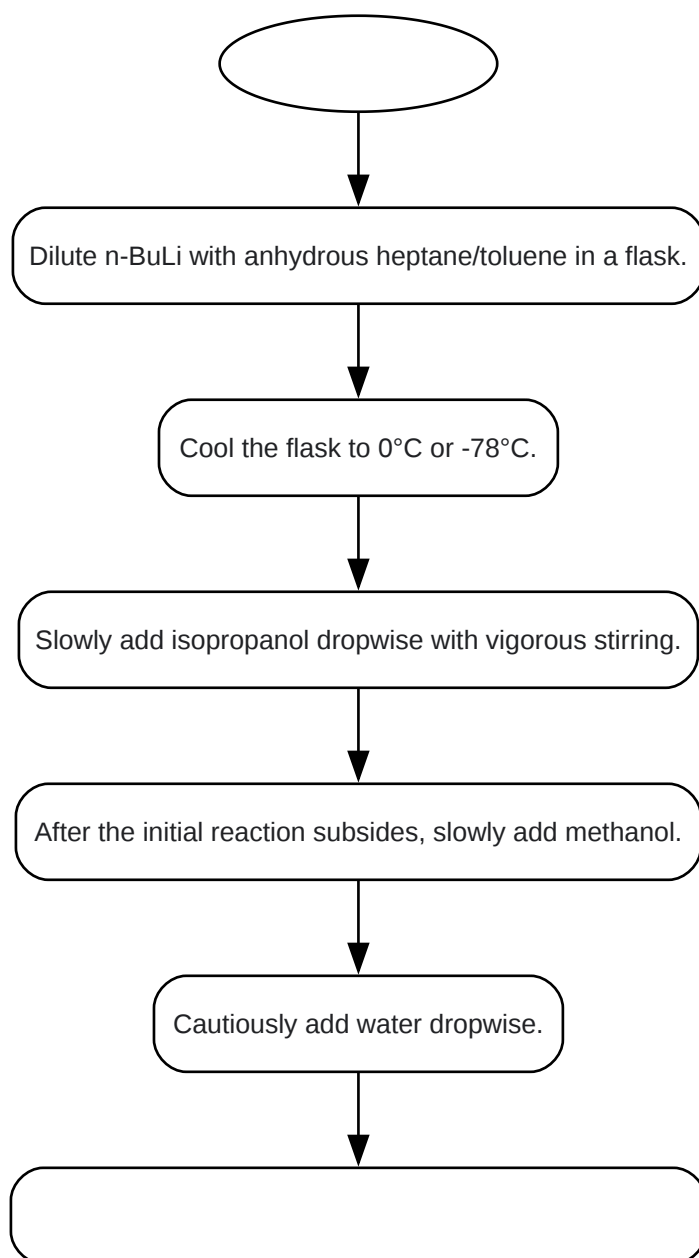 Dilute n-BuLi with anhydrous heptane/toluene in a flask.
Cool the flask to 0°C or -78°C.
Slowly add isopropanol dropwise with vigorous stirring.
After the initial reaction subsides, slowly add methanol.
Cautiously add water dropwise.